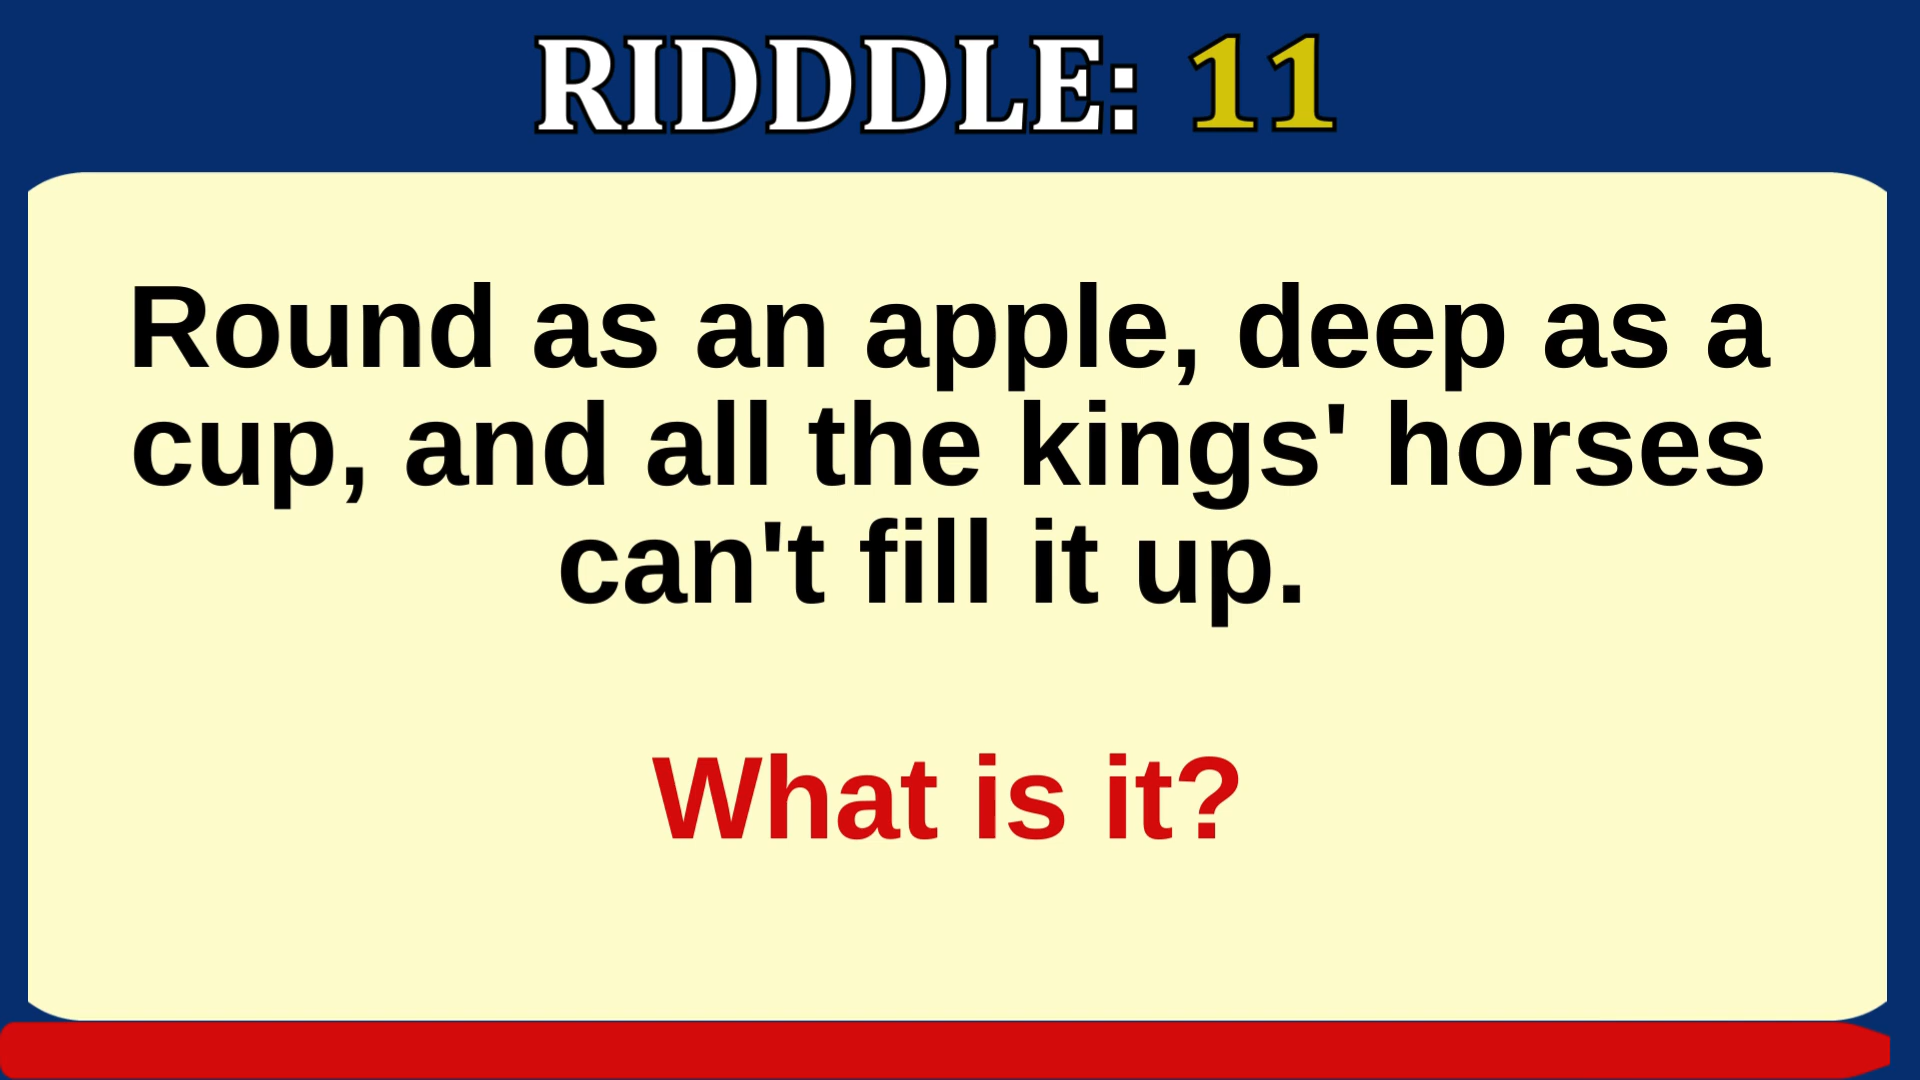 RIDDDLE: 11
Round as an apple, deep as a
cup, and all the kings' horses
can't fill it up.
What is it?